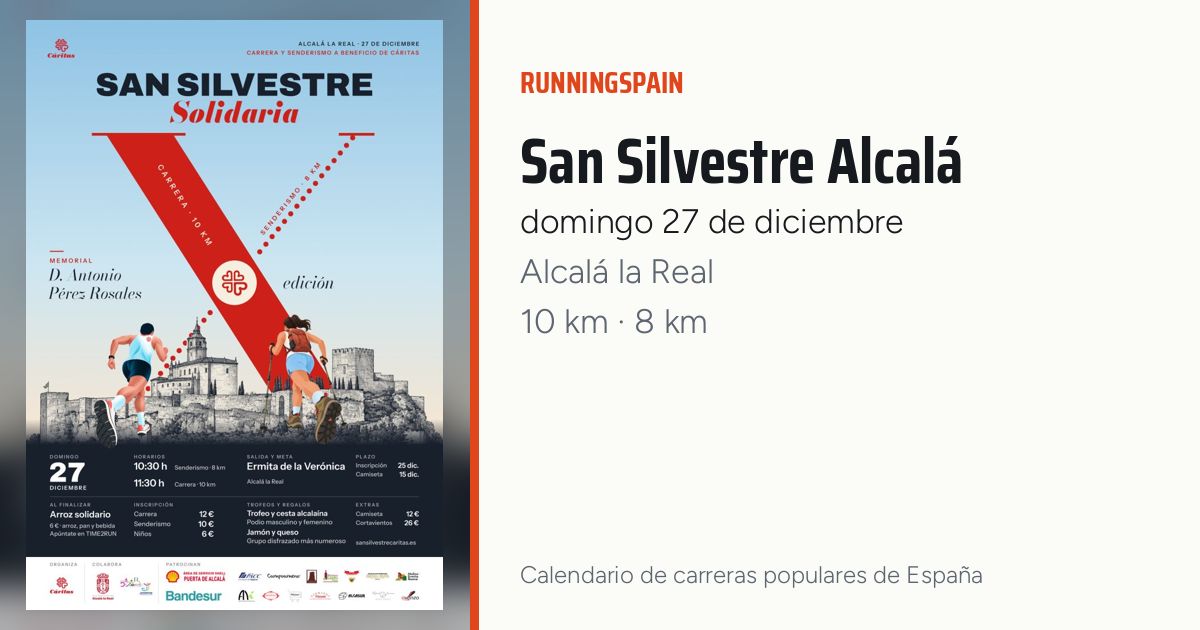 Cáritas
ALCALÁ LA REAL · 27 DE DICIEMBRE
CARRERA Y SENDERISMO A BENEFICIO DE CÁRITAS
SAN SILVESTRE
Solidaria
CARRERA · 10 KM
SENDERISMO · 8 KM
MEMORIAL
D. Antonio
Pérez Rosales
edición
DOMINGO
27
DICIEMBRE
HORARIOS
10:30 h Senderismo · 8 km
11:30 h Carrera · 10 km
SALIDA Y META
Ermita de la Verónica
Alcalá la Real
PLAZO
Inscripción 25 dic.
Camiseta 15 dic.
AL FINALIZAR
Arroz solidario
6 € · arroz, pan y bebida
Apúntate en TIME2RUN
INSCRIPCIÓN
Carrera 12 €
Senderismo 10 €
Niños 6 €
TROFEOS Y REGALOS
Trofeo y cesta alcalaína
Podio masculino y femenino
Jamón y queso
Grupo disfrazado más numeroso
EXTRAS
Camiseta 12 €
Cortavientos 26 €
sansilvestrecaritas.es
ORGANIZA
COLABORA
PATROCINAN
Cáritas
PUERTA DE ALCALÁ
Bandesur
RUNNINGSPAIN
San Silvestre Alcalá
domingo 27 de diciembre
Alcalá la Real
10 km · 8 km
Calendario de carreras populares de España